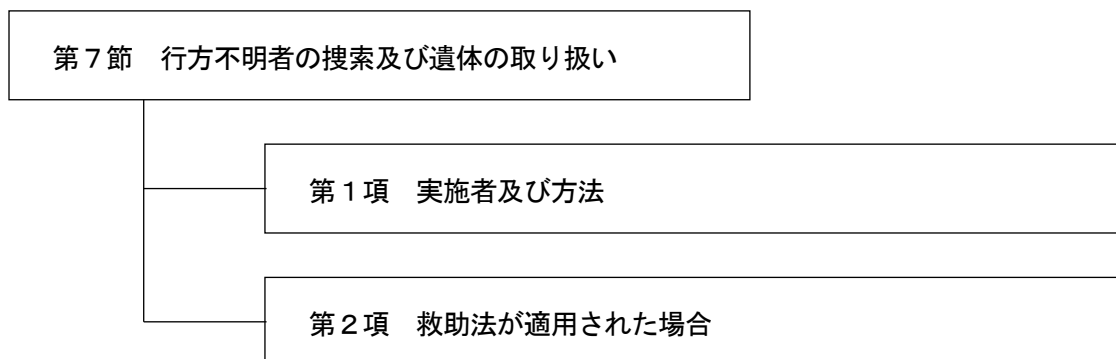 第７節　行方不明者の捜索及び遺体の取り扱い
第１項　実施者及び方法
第２項　救助法が適用された場合